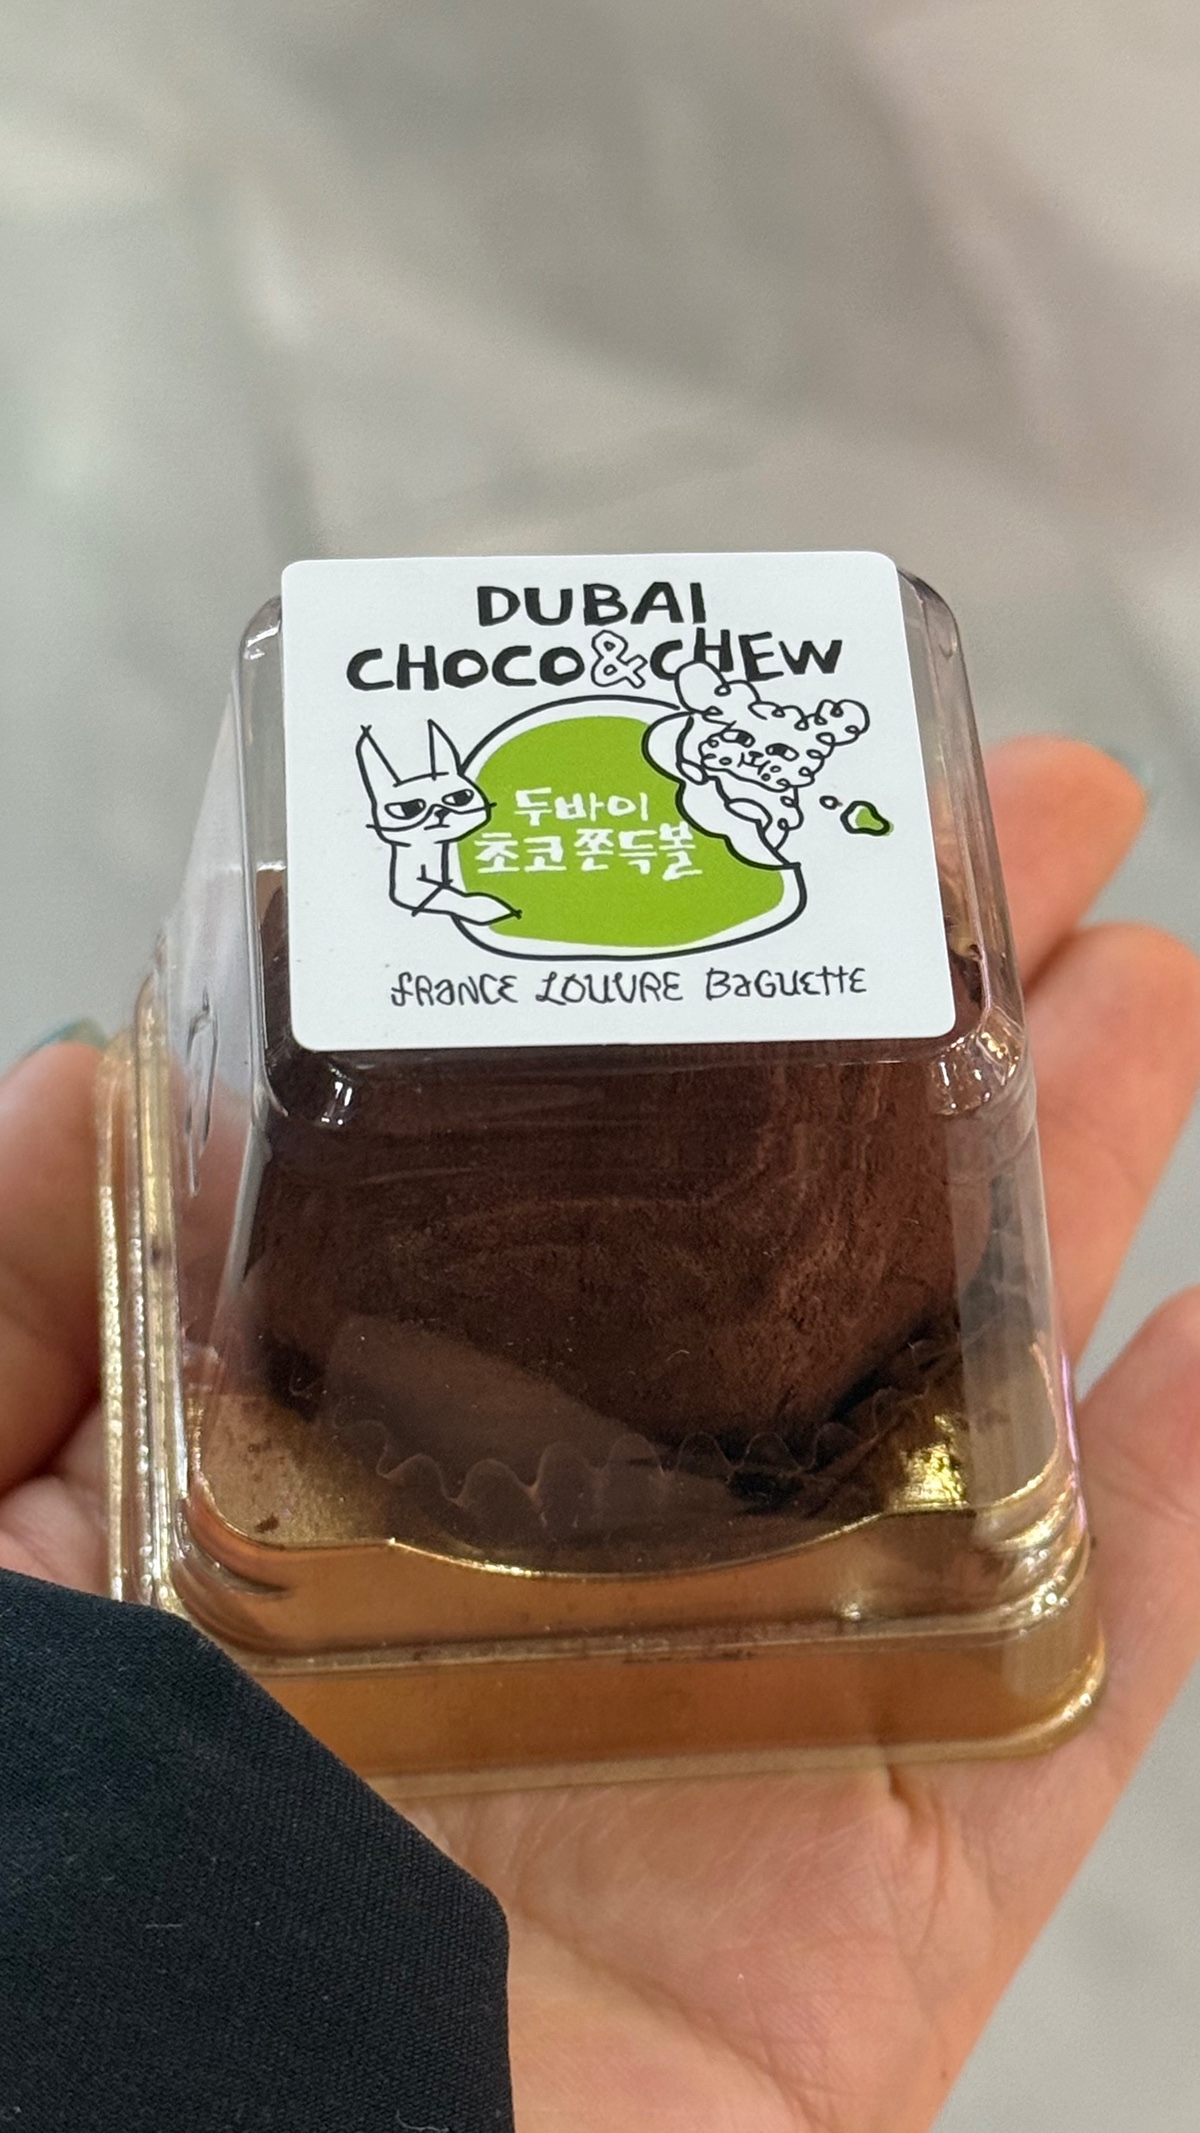 DUBAI
CHOCO&CHEW
두바이
초코쫀득볼
FRANCE LOUVRE BAGUETTE